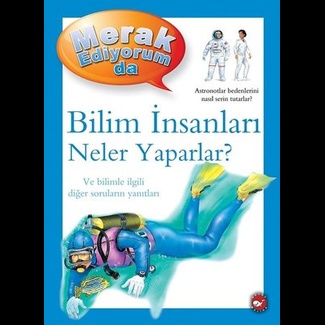 Merak
Ediyorum
da
Astronotlar bedenlerini
nasıl serin tutarlar?
Bilim İnsanları
Neler Yaparlar?
Ve bilimle ilgili
diğer soruların yanıtları